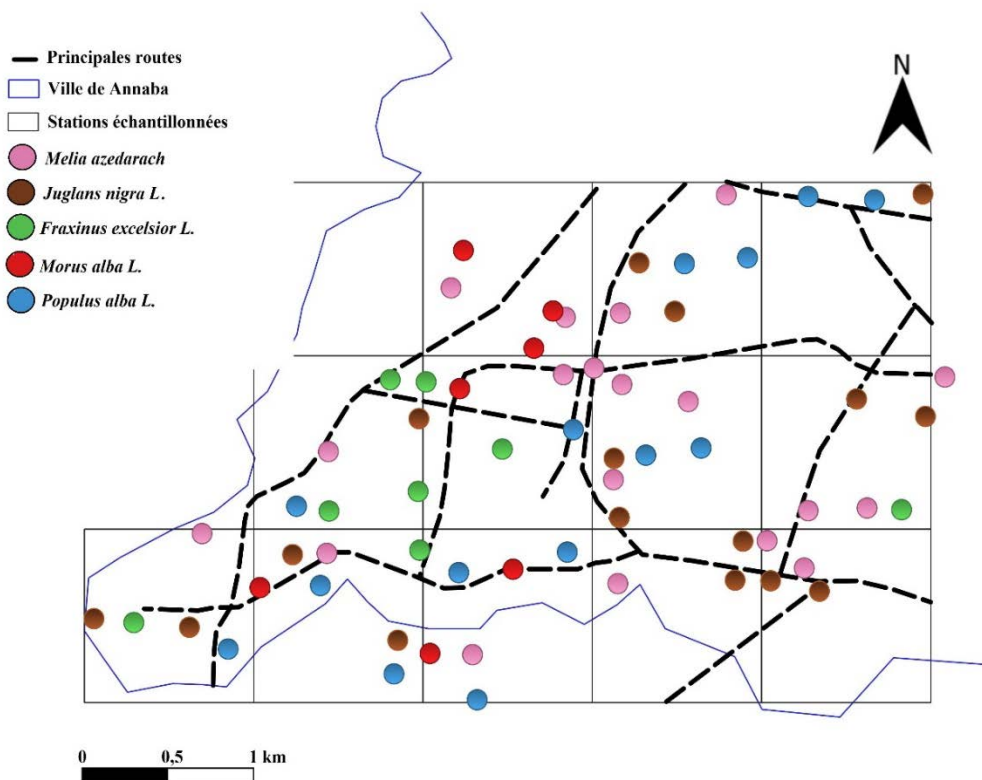 Principales routes
Ville de Annaba
Stations échantillonnées
Melia azedarach
Juglans nigra L.
Fraxinus excelsior L.
Morus alba L.
Populus alba L.
N
0 0,5 1 km